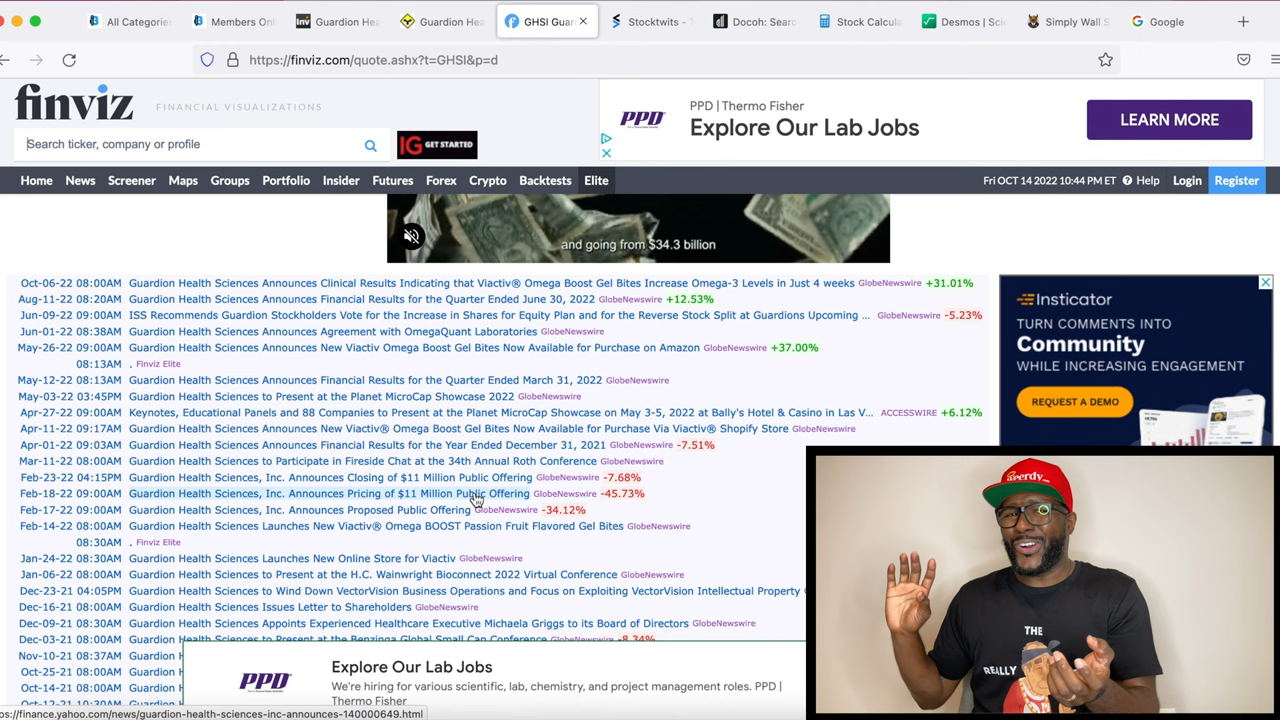 All Categorie
Members Onl
Guardion Hea
Guardion Hea
GHSI Guar
Stocktwits - T
Docoh: Searc
Stock Calcula
Desmos | Scie
Simply Wall S
Google
https://finviz.com/quote.ashx?t=GHSI&p=d
finviz FINANCIAL VISUALIZATIONS
Search ticker, company or profile
IG GET STARTED
PPD
PPD | Thermo Fisher
Explore Our Lab Jobs
LEARN MORE
Home News Screener Maps Groups Portfolio Insider Futures Forex Crypto Backtests Elite Fri OCT 14 2022 10:44 PM ET Help Login Register
and going from $34.3 billion
Oct-06-22 08:00AM Guardion Health Sciences Announces Clinical Results Indicating that Viactiv® Omega Boost Gel Bites Increase Omega-3 Levels in Just 4 weeks GlobeNewswire +31.01%
Aug-11-22 08:20AM Guardion Health Sciences Announces Financial Results for the Quarter Ended June 30, 2022 GlobeNewswire +12.53%
Jun-09-22 09:00AM ISS Recommends Guardion Stockholders Vote for the Increase in Shares for Equity Plan and for the Reverse Stock Split at Guardions Upcoming ... GlobeNewswire -5.23%
Jun-01-22 08:38AM Guardion Health Sciences Announces Agreement with OmegaQuant Laboratories GlobeNewswire
May-26-22 09:00AM Guardion Health Sciences Announces New Viactiv Omega Boost Gel Bites Now Available for Purchase on Amazon GlobeNewswire +37.00%
08:13AM . Finviz Elite
May-12-22 08:13AM Guardion Health Sciences Announces Financial Results for the Quarter Ended March 31, 2022 GlobeNewswire
May-03-22 03:45PM Guardion Health Sciences to Present at the Planet MicroCap Showcase 2022 GlobeNewswire
Apr-27-22 09:00AM Keynotes, Educational Panels and 88 Companies to Present at the Planet MicroCap Showcase on May 3-5, 2022 at Bally's Hotel & Casino in Las V... ACCESSWIRE +6.12%
Apr-11-22 09:17AM Guardion Health Sciences Announces New Viactiv® Omega Boost Gel Bites Now Available for Purchase Via Viactiv® Shopify Store GlobeNewswire
Apr-01-22 09:03AM Guardion Health Sciences Announces Financial Results for the Year Ended December 31, 2021 GlobeNewswire -7.51%
Mar-11-22 08:00AM Guardion Health Sciences to Participate in Fireside Chat at the 34th Annual Roth Conference GlobeNewswire
Feb-23-22 04:15PM Guardion Health Sciences, Inc. Announces Closing of $11 Million Public Offering GlobeNewswire -7.68%
Feb-18-22 09:00AM Guardion Health Sciences, Inc. Announces Pricing of $11 Million Public Offering GlobeNewswire -45.73%
Feb-17-22 09:00AM Guardion Health Sciences, Inc. Announces Proposed Public Offering GlobeNewswire -34.12%
Feb-14-22 08:00AM Guardion Health Sciences Launches New Viactiv® Omega BOOST Passion Fruit Flavored Gel Bites GlobeNewswire
08:30AM . Finviz Elite
Jan-24-22 08:30AM Guardion Health Sciences Launches New Online Store for Viactiv GlobeNewswire
Jan-06-22 08:00AM Guardion Health Sciences to Present at the H.C. Wainwright Bioconnect 2022 Virtual Conference GlobeNewswire
Dec-23-21 04:05PM Guardion Health Sciences to Wind Down VectorVision Business Operations and Focus on Exploiting VectorVision Intellectual Property
Dec-16-21 08:00AM Guardion Health Sciences Issues Letter to Shareholders GlobeNewswire
Dec-09-21 08:30AM Guardion Health Sciences Appoints Experienced Healthcare Executive Michaela Griggs to its Board of Directors GlobeNewswire
Dec-03-21 08:00AM Guardion Health Sciences to Present at the Benzinga Global Small Cap Conference GlobeNewswire -8.34%
Nov-10-21 08:37AM Guardion H
Oct-25-21 08:00AM Guardion H
Oct-14-21 08:00AM Guardion H
Oct-12-21 10:30AM Guardion H
Insticator
TURN COMMENTS INTO
Community
WHILE INCREASING ENGAGEMENT
REQUEST A DEMO
PPD
Explore Our Lab Jobs
We're hiring for various scientific, lab, chemistry, and project management roles. PPD |
Thermo Fisher
ps://finance.yahoo.com/news/guardion-health-sciences-inc-announces-140000649.html
THE
REALLY